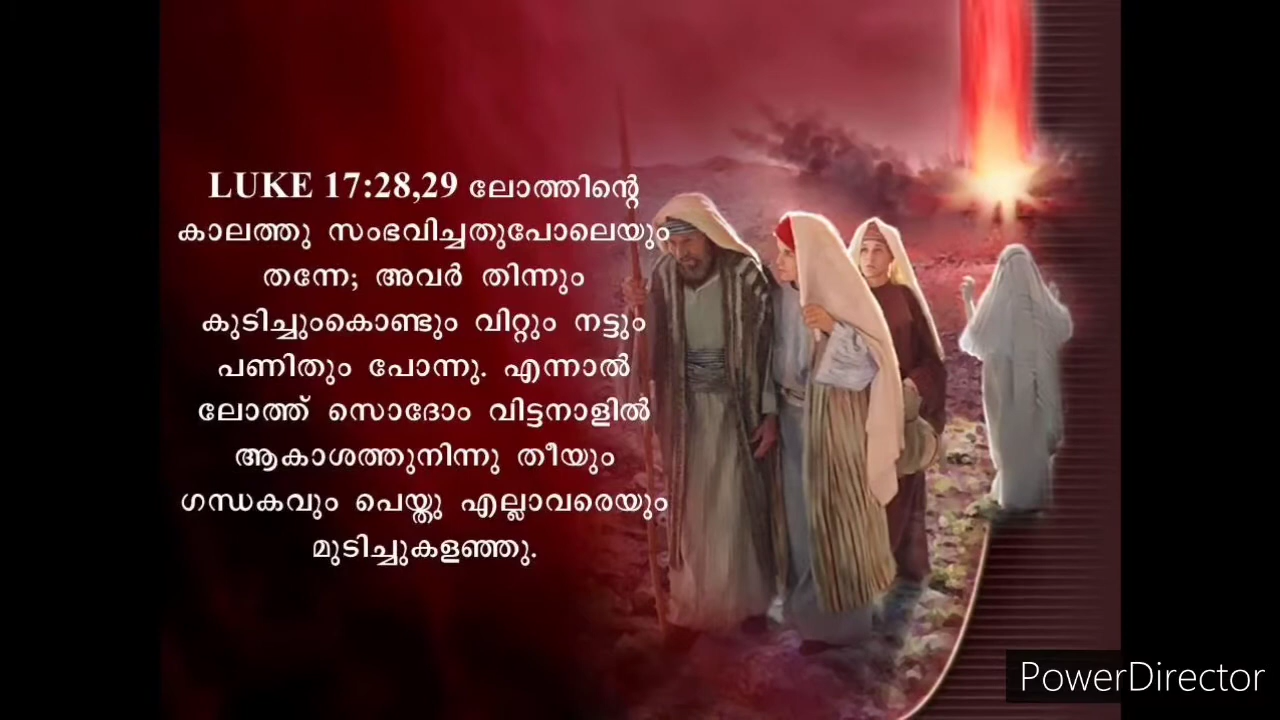 LUKE 17:28,29 ലോത്തിന്റെ
കാലത്തു സംഭവിച്ചതുപോലെയും
തന്നേ; അവർ തിന്നും
കുടിച്ചുംകൊണ്ടും വിറ്റും നട്ടും
പണിതും പോന്നു. എന്നാൽ
ലോത്ത് സൊദോം വിട്ടനാളിൽ
ആകാശത്തുനിന്നു തീയും
ഗന്ധകവും പെയ്തു എല്ലാവരെയും
മുടിച്ചുകളഞ്ഞു.
PowerDirector